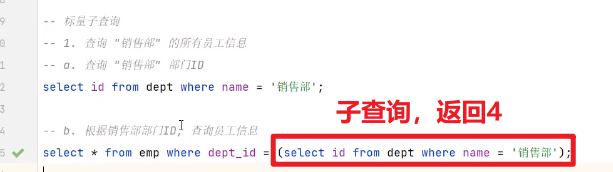 -- 标量子查询
-- 1. 查询 "销售部" 的所有员工信息
-- a. 查询 "销售部" 部门ID
select id from dept where name = '销售部';
子查询，返回4
-- b. 根据销售部部门ID, 查询员工信息
select * from emp where dept_id = (select id from dept where name = '销售部');